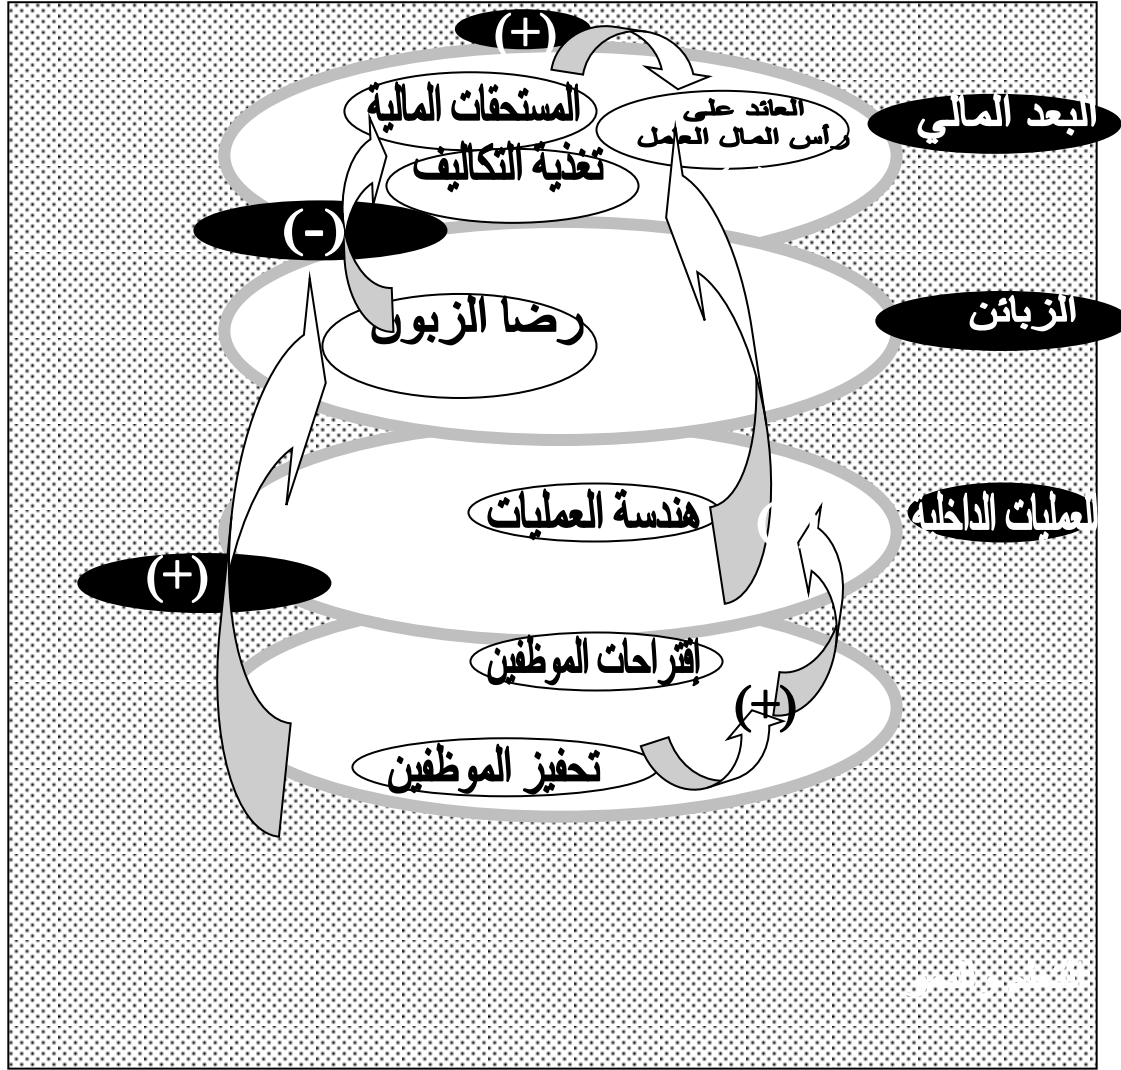 (+)
المستحقات المالية
العائد على
رأس المال العمل
البعد المالي
تغذية التكاليف
(-)
رضا الزبون
الزبائن
هندسة العمليات
العمليات الداخلية
(+)
إقتراحات الموظفين
(+)
تحفيز الموظفين